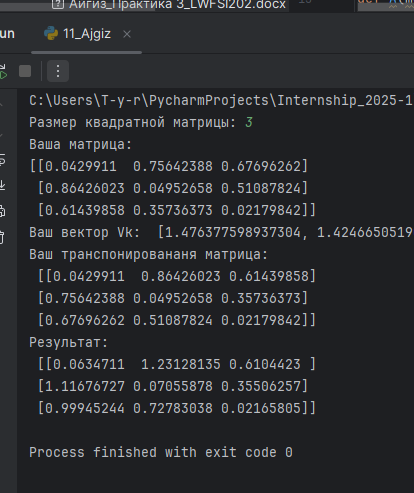 Айгиз_Практика 3_LWFSI202.docx
un
11_Ajgiz
C:\Users\T-y-r\PycharmProjects\Internship_2025-1
Размер квадратной матрицы: 3
Ваша матрица:
[[0.0429911  0.75642388 0.67696262]
 [0.86426023 0.04952658 0.51087824]
 [0.61439858 0.35736373 0.02179842]]
Ваш вектор Vk:  [1.476377598937304, 1.4246650519
Ваш транспонировананя матрица:
 [[0.0429911  0.86426023 0.61439858]
 [0.75642388 0.04952658 0.35736373]
 [0.67696262 0.51087824 0.02179842]]
Результат:
 [[0.0634711  1.23128135 0.6104423 ]
 [1.11676727 0.07055878 0.35506257]
 [0.99945244 0.72783038 0.02165805]]
Process finished with exit code 0